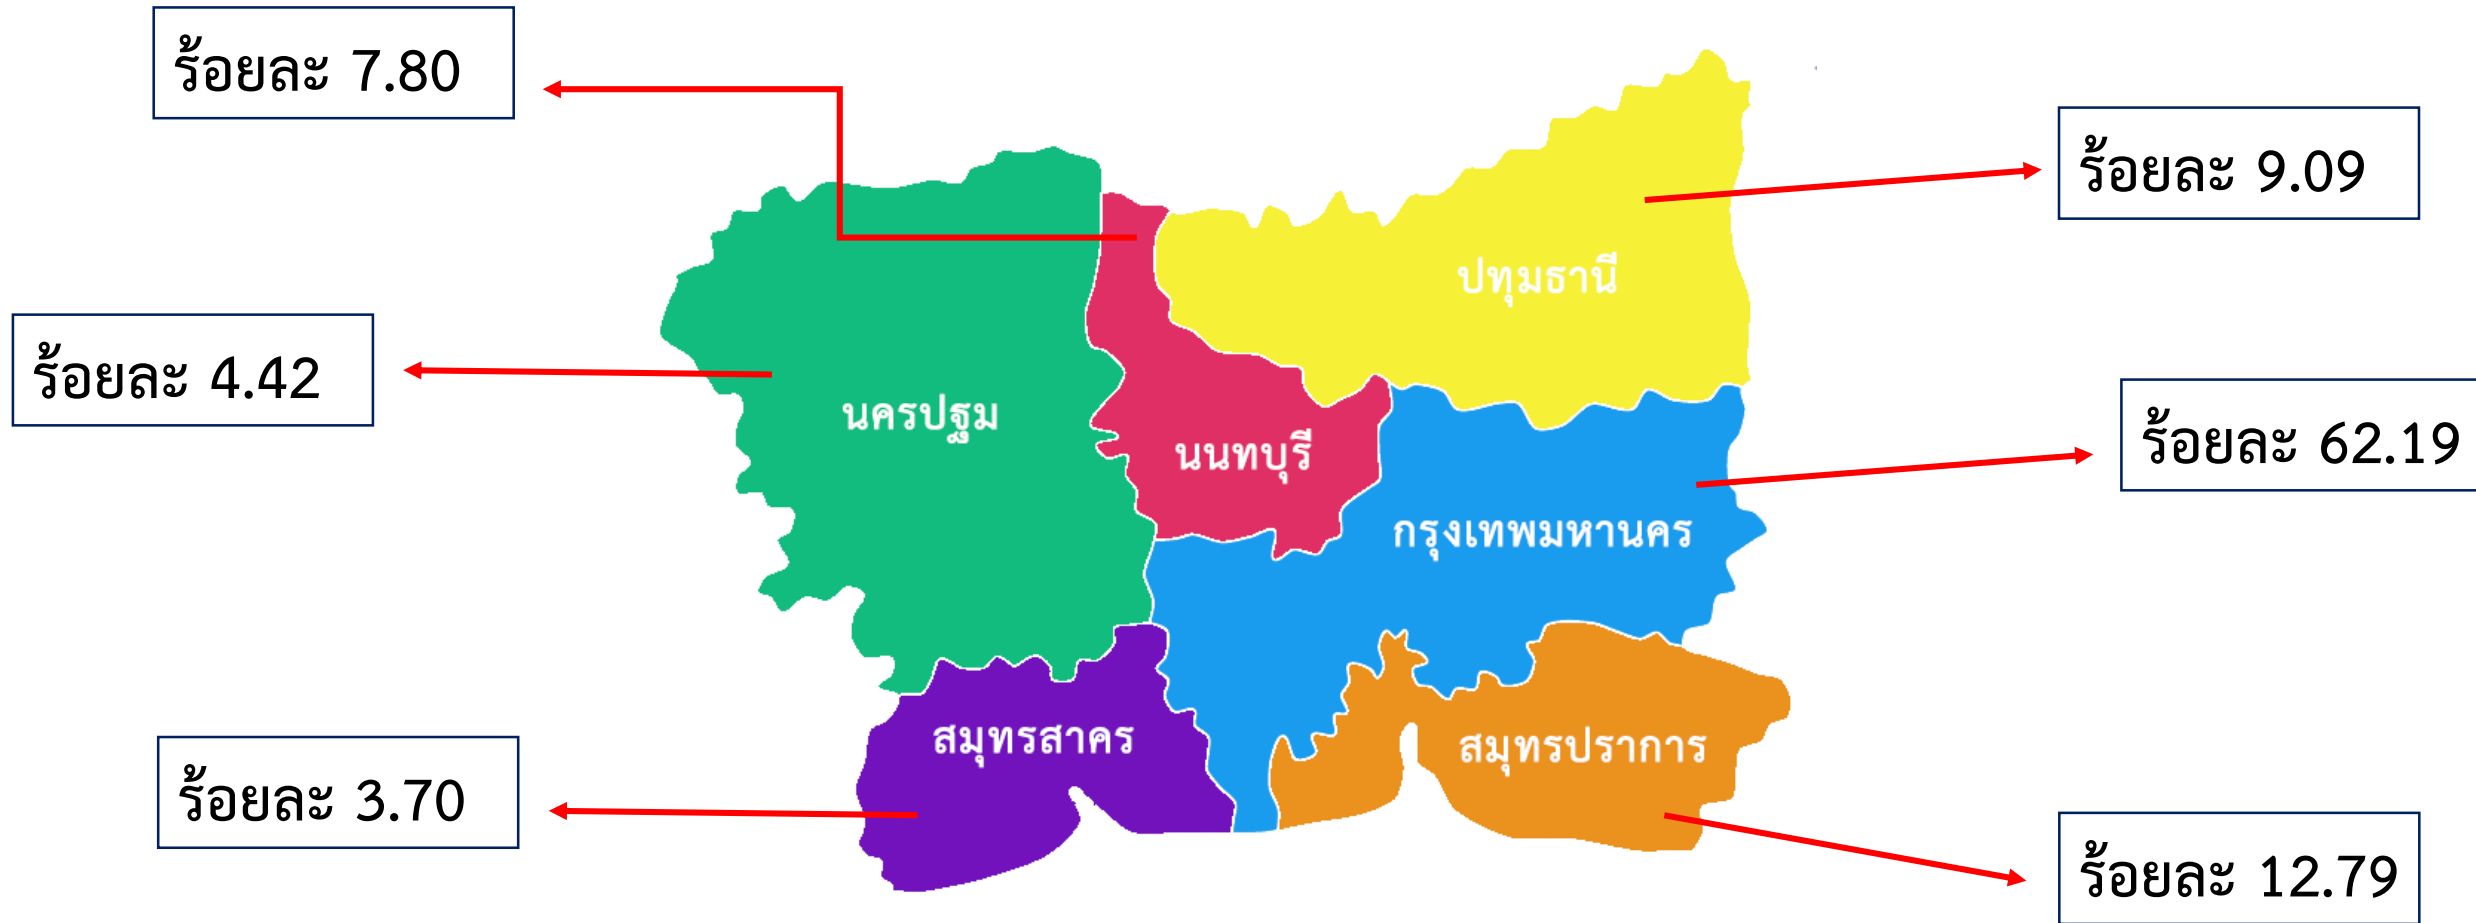 ร้อยละ 7.80
ร้อยละ 9.09
ปทุมธานี
ร้อยละ 4.42
นครปฐม
นนทบุรี
ร้อยละ 62.19
กรุงเทพมหานคร
สมุทรสาคร
สมุทรปราการ
ร้อยละ 3.70
ร้อยละ 12.79